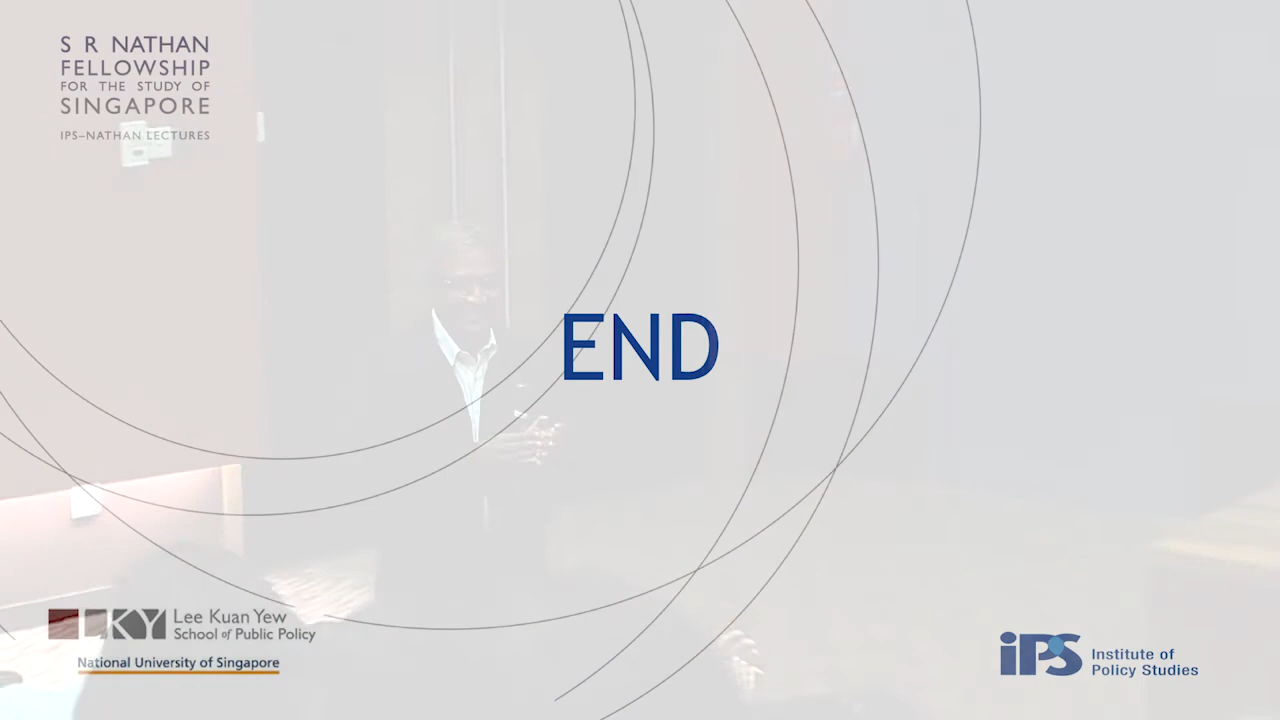 S R NATHAN
FELLOWSHIP
FOR THE STUDY OF
SINGAPORE
IPS–NATHAN LECTURES
END
LKY
Lee Kuan Yew
School of Public Policy
National University of Singapore
iPS
Institute of
Policy Studies